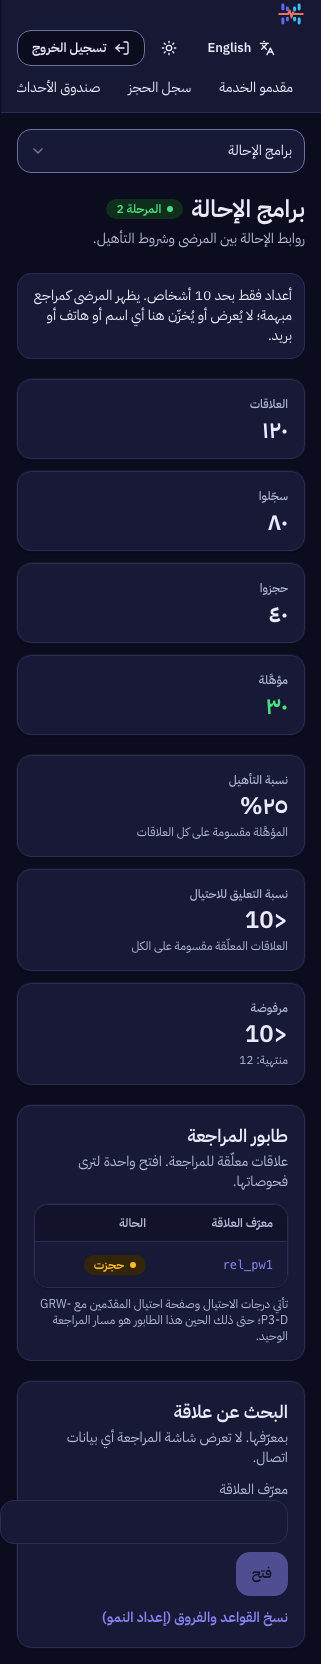 English
تسجيل الخروج
مقدمو الخدمة
سجل الحجز
صندوق الأحداث
برامج الإحالة
برامج الإحالة
المرحلة 2
روابط الإحالة بين المرضى وشروط التأهيل.
أعداد فقط بحد 10 أشخاص. يظهر المرضى كمراجع
مبهمة؛ لا يُعرض أو يُخزّن هنا أي اسم أو هاتف أو
بريد.
العلاقات
١٢٠
سجّلوا
٨٠
حجزوا
٤٠
مؤهّلة
٣٠
نسبة التأهيل
٢٥%
المؤهّلة مقسومة على كل العلاقات
نسبة التعليق للاحتيال
<10
العلاقات المعلّقة مقسومة على الكل
مرفوضة
<10
منتهية: 12
طابور المراجعة
علاقات معلّقة للمراجعة. افتح واحدة لترى
فحوصاتها.
معرّف العلاقة
الحالة
rel_pw1
حجزت
تأتي درجات الاحتيال وصفحة احتيال المقدّمين مع GRW-
P3-D؛ حتى ذلك الحين هذا الطابور هو مسار المراجعة
الوحيد.
البحث عن علاقة
بمعرّفها. لا تعرض شاشة المراجعة أي بيانات
اتصال.
معرّف العلاقة
فتح
نسخ القواعد والفروق (إعداد النمو)